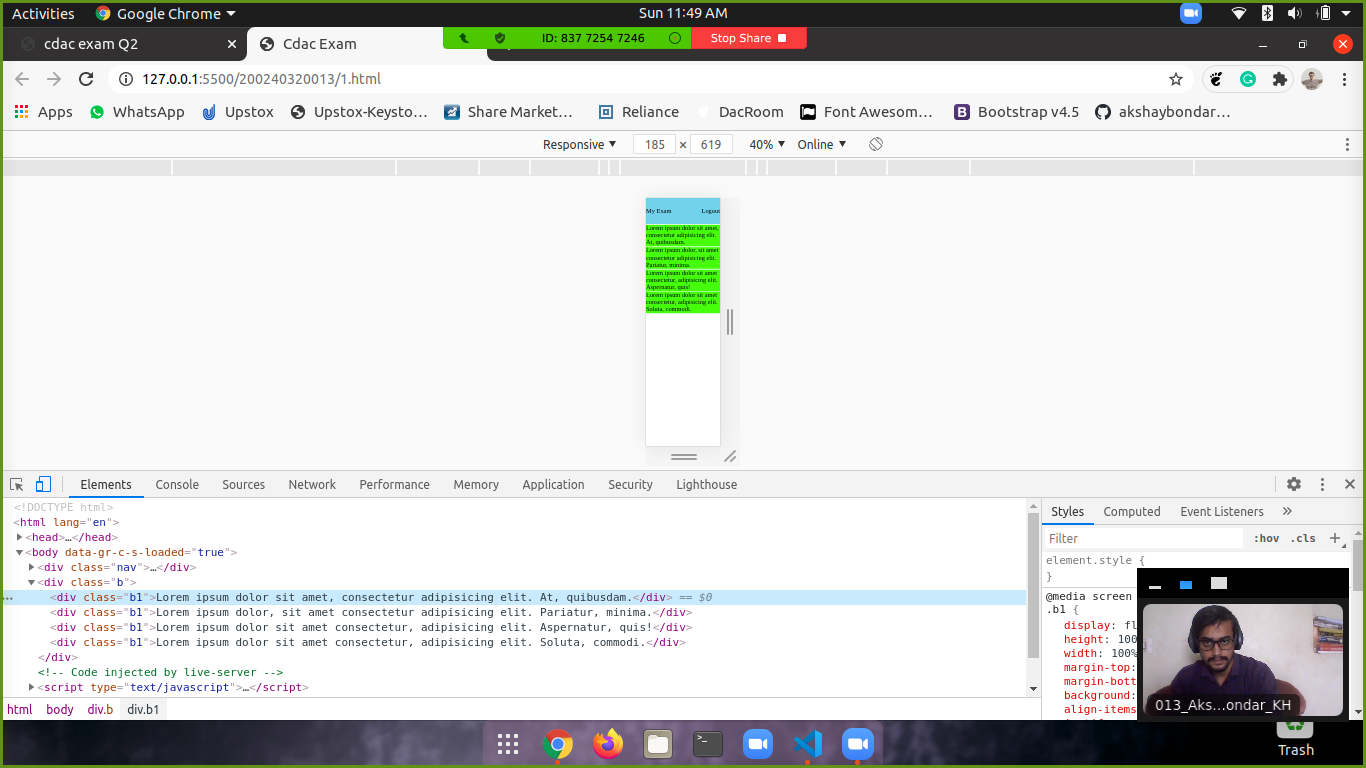 Activities Google Chrome Sun 11:49 AM
cdac exam Q2 Cdac Exam ID: 837 7254 7246 Stop Share
127.0.0.1:5500/200240320013/1.html
Apps WhatsApp Upstox Upstox-Keysto… Share Market… Reliance DacRoom Font Awesom… Bootstrap v4.5 akshaybondar…
Responsive 185 × 619 40% Online
My Exam Logout
Lorem ipsum dolor sit amet,
consectetur adipisicing elit.
At, quibusdam.
Lorem ipsum dolor, sit amet
consectetur adipisicing elit.
Pariatur, minima.
Lorem ipsum dolor sit amet
consectetur, adipisicing elit.
Aspernatur, quis!
Lorem ipsum dolor sit amet
consectetur, adipisicing elit.
Soluta, commodi.
Elements Console Sources Network Performance Memory Application Security Lighthouse
<!DOCTYPE html>
<html lang="en">
<head>…</head>
<body data-gr-c-s-loaded="true">
<div class="nav">…</div>
<div class="b">
<div class="b1">Lorem ipsum dolor sit amet, consectetur adipisicing elit. At, quibusdam.</div> == $0
<div class="b1">Lorem ipsum dolor, sit amet consectetur adipisicing elit. Pariatur, minima.</div>
<div class="b1">Lorem ipsum dolor sit amet consectetur, adipisicing elit. Aspernatur, quis!</div>
<div class="b1">Lorem ipsum dolor sit amet consectetur, adipisicing elit. Soluta, commodi.</div>
</div>
<!-- Code injected by live-server -->
<script type="text/javascript">…</script>
html body div.b div.b1
Styles Computed Event Listeners »
Filter :hov .cls +
element.style {
}
@media screen
.b1 {
display: fl
height: 100
width: 100%
margin-top:
margin-bott
background:
align-items
013_Aks...ondar_KH
Trash